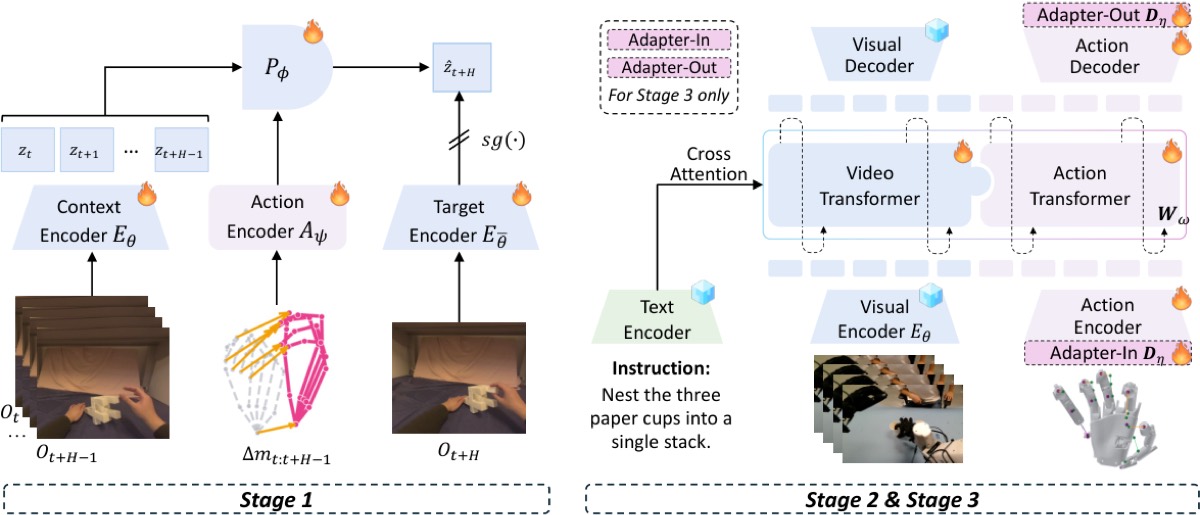 P_ϕ
ẑ_{t+H}
sg(·)
z_t
z_{t+1}
...
z_{t+H−1}
Context
Encoder E_θ
Action
Encoder A_ψ
Target
Encoder E_θ̄
O_t
...
O_{t+H−1}
Δm_{t:t+H−1}
O_{t+H}
Stage 1
Adapter-In
Adapter-Out
For Stage 3 only
Visual
Decoder
Adapter-Out D_η
Action
Decoder
Cross
Attention
Video
Transformer
Action
Transformer
W_ω
Text
Encoder
Visual
Encoder E_θ
Action
Encoder
Adapter-In D_η
Instruction:
Nest the three
paper cups into a
single stack.
Stage 2 & Stage 3